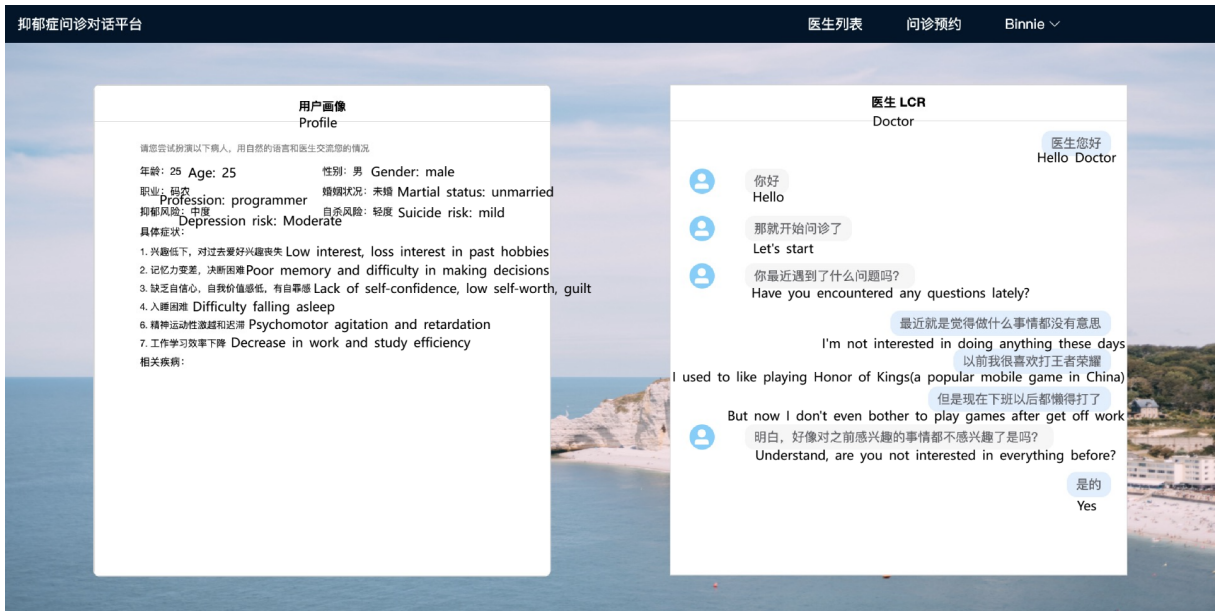 抑郁症问诊对话平台 医生列表 问诊预约 Binnie
用户画像
Profile
请您尝试扮演以下病人，用自然的语言和医生交流您的情况
年龄：25 Age: 25 性别：男 Gender: male
职业：码农 婚姻状况：未婚 Martial status: unmarried
Profession: programmer
抑郁风险：中度 自杀风险：轻度 Suicide risk: mild
Depression risk: Moderate
具体症状：
1. 兴趣低下，对过去爱好兴趣丧失 Low interest, loss interest in past hobbies
2. 记忆力变差，决断困难 Poor memory and difficulty in making decisions
3. 缺乏自信心，自我价值感低，有自罪感 Lack of self-confidence, low self-worth, guilt
4. 入睡困难 Difficulty falling asleep
6. 精神运动性激越和迟滞 Psychomotor agitation and retardation
7. 工作学习效率下降 Decrease in work and study efficiency
相关疾病：
医生 LCR
Doctor
医生您好
Hello Doctor
你好
Hello
那就开始问诊了
Let's start
你最近遇到了什么问题吗？
Have you encountered any questions lately?
最近就是觉得做什么事情都没有意思
I'm not interested in doing anything these days
以前我很喜欢打王者荣耀
I used to like playing Honor of Kings(a popular mobile game in China)
但是现在下班以后都懒得打了
But now I don't even bother to play games after get off work
明白，好像对之前感兴趣的事情都不感兴趣了是吗？
Understand, are you not interested in everything before?
是的
Yes